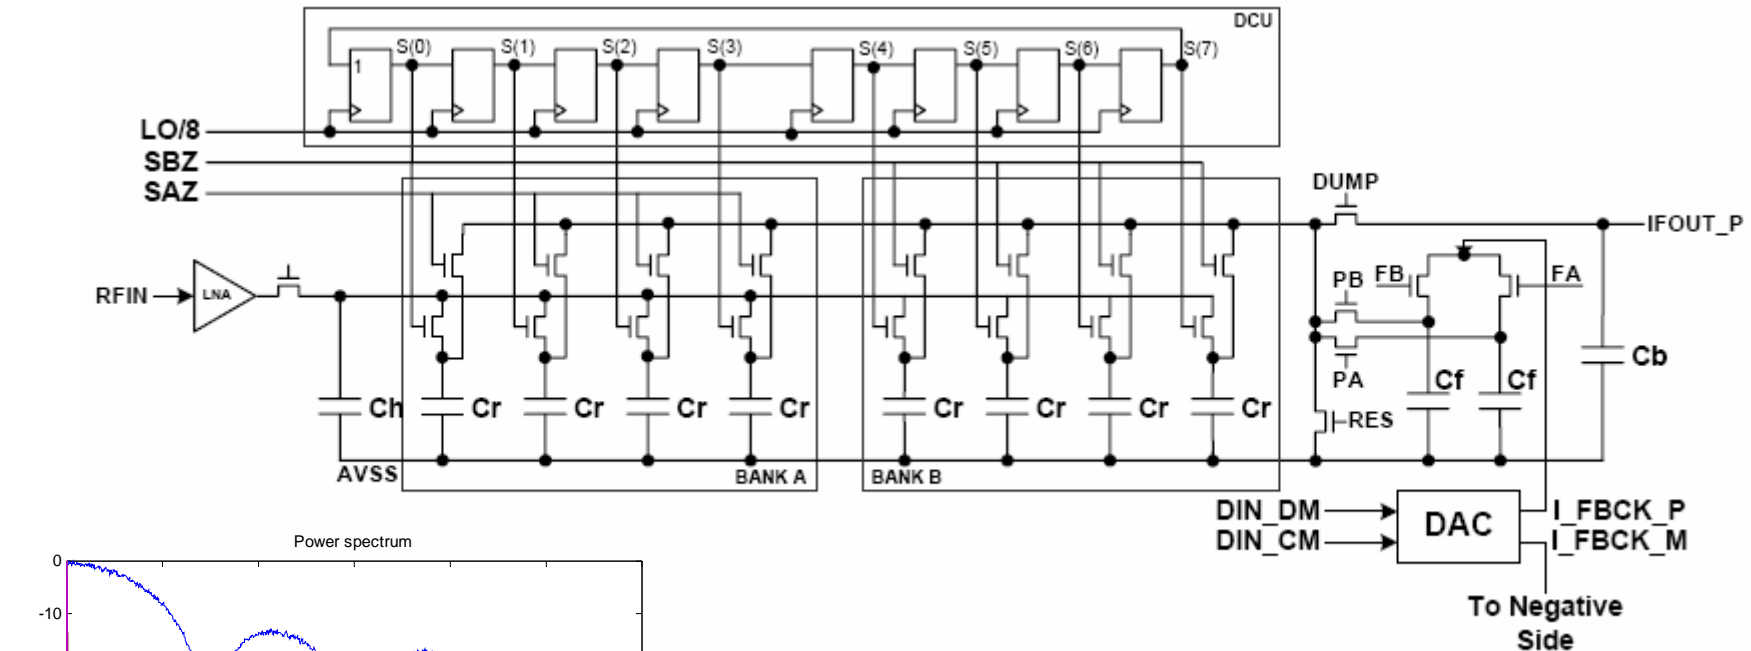 DCU
S(0) S(1) S(2) S(3) S(4) S(5) S(6) S(7)
1
LO/8
SBZ
SAZ
DUMP
IFOUT_P
RFIN
LNA
PB FB FA
PA
Ch Cr Cr Cr Cr Cr Cr Cr Cr Cf Cf Cb
RES
AVSS
BANK A
BANK B
DIN_DM
DIN_CM
DAC
I_FBCK_P
I_FBCK_M
To Negative
Side
Power spectrum
0
-10